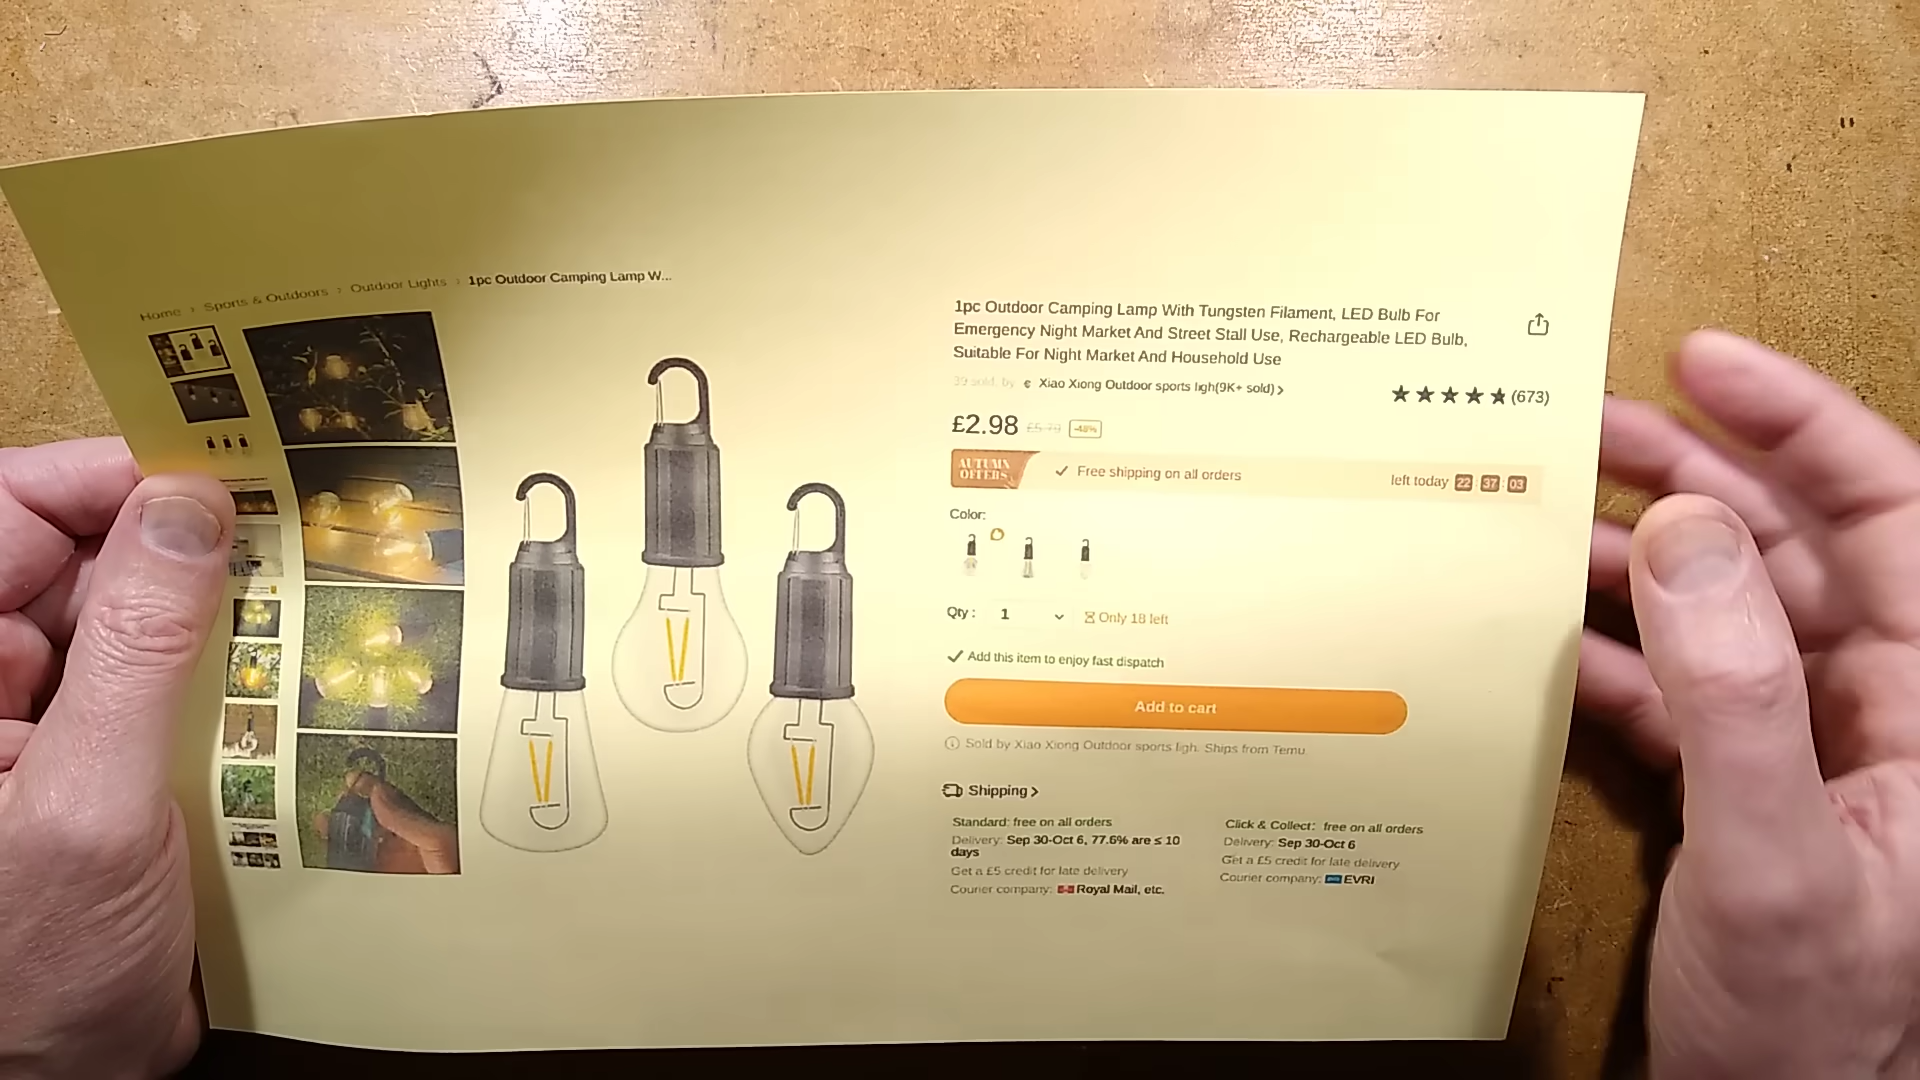 Home › Sports & Outdoors › Outdoor Lights › 1pc Outdoor Camping Lamp W...
1pc Outdoor Camping Lamp With Tungsten Filament, LED Bulb For
Emergency Night Market And Street Stall Use, Rechargeable LED Bulb,
Suitable For Night Market And Household Use
39 sold, by Xiao Xiong Outdoor sports ligh(9K+ sold) ›
(673)
£2.98 £5.79 -48%
AUTUMN
OFFERS
✓ Free shipping on all orders
left today 22 : 37 : 03
Color:
Qty : 1 Only 18 left
✓ Add this item to enjoy fast dispatch
Add to cart
Sold by Xiao Xiong Outdoor sports ligh. Ships from Temu.
Shipping ›
Standard: free on all orders
Delivery: Sep 30-Oct 6, 77.6% are ≤ 10
days
Get a £5 credit for late delivery
Courier company: Royal Mail, etc.
Click & Collect: free on all orders
Delivery: Sep 30-Oct 6
Get a £5 credit for late delivery
Courier company: EVRI